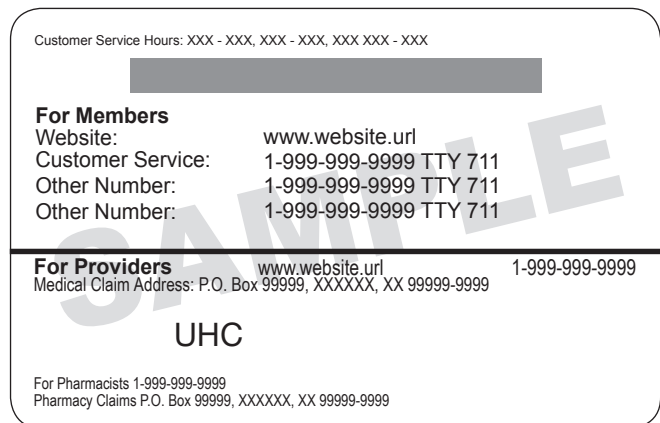 Customer Service Hours: XXX - XXX, XXX - XXX, XXX XXX - XXX
For Members
Website: www.website.url
Customer Service: 1-999-999-9999 TTY 711
Other Number: 1-999-999-9999 TTY 711
Other Number: 1-999-999-9999 TTY 711
SAMPLE
For Providers www.website.url 1-999-999-9999
Medical Claim Address: P.O. Box 99999, XXXXXX, XX 99999-9999
UHC
For Pharmacists 1-999-999-9999
Pharmacy Claims P.O. Box 99999, XXXXXX, XX 99999-9999